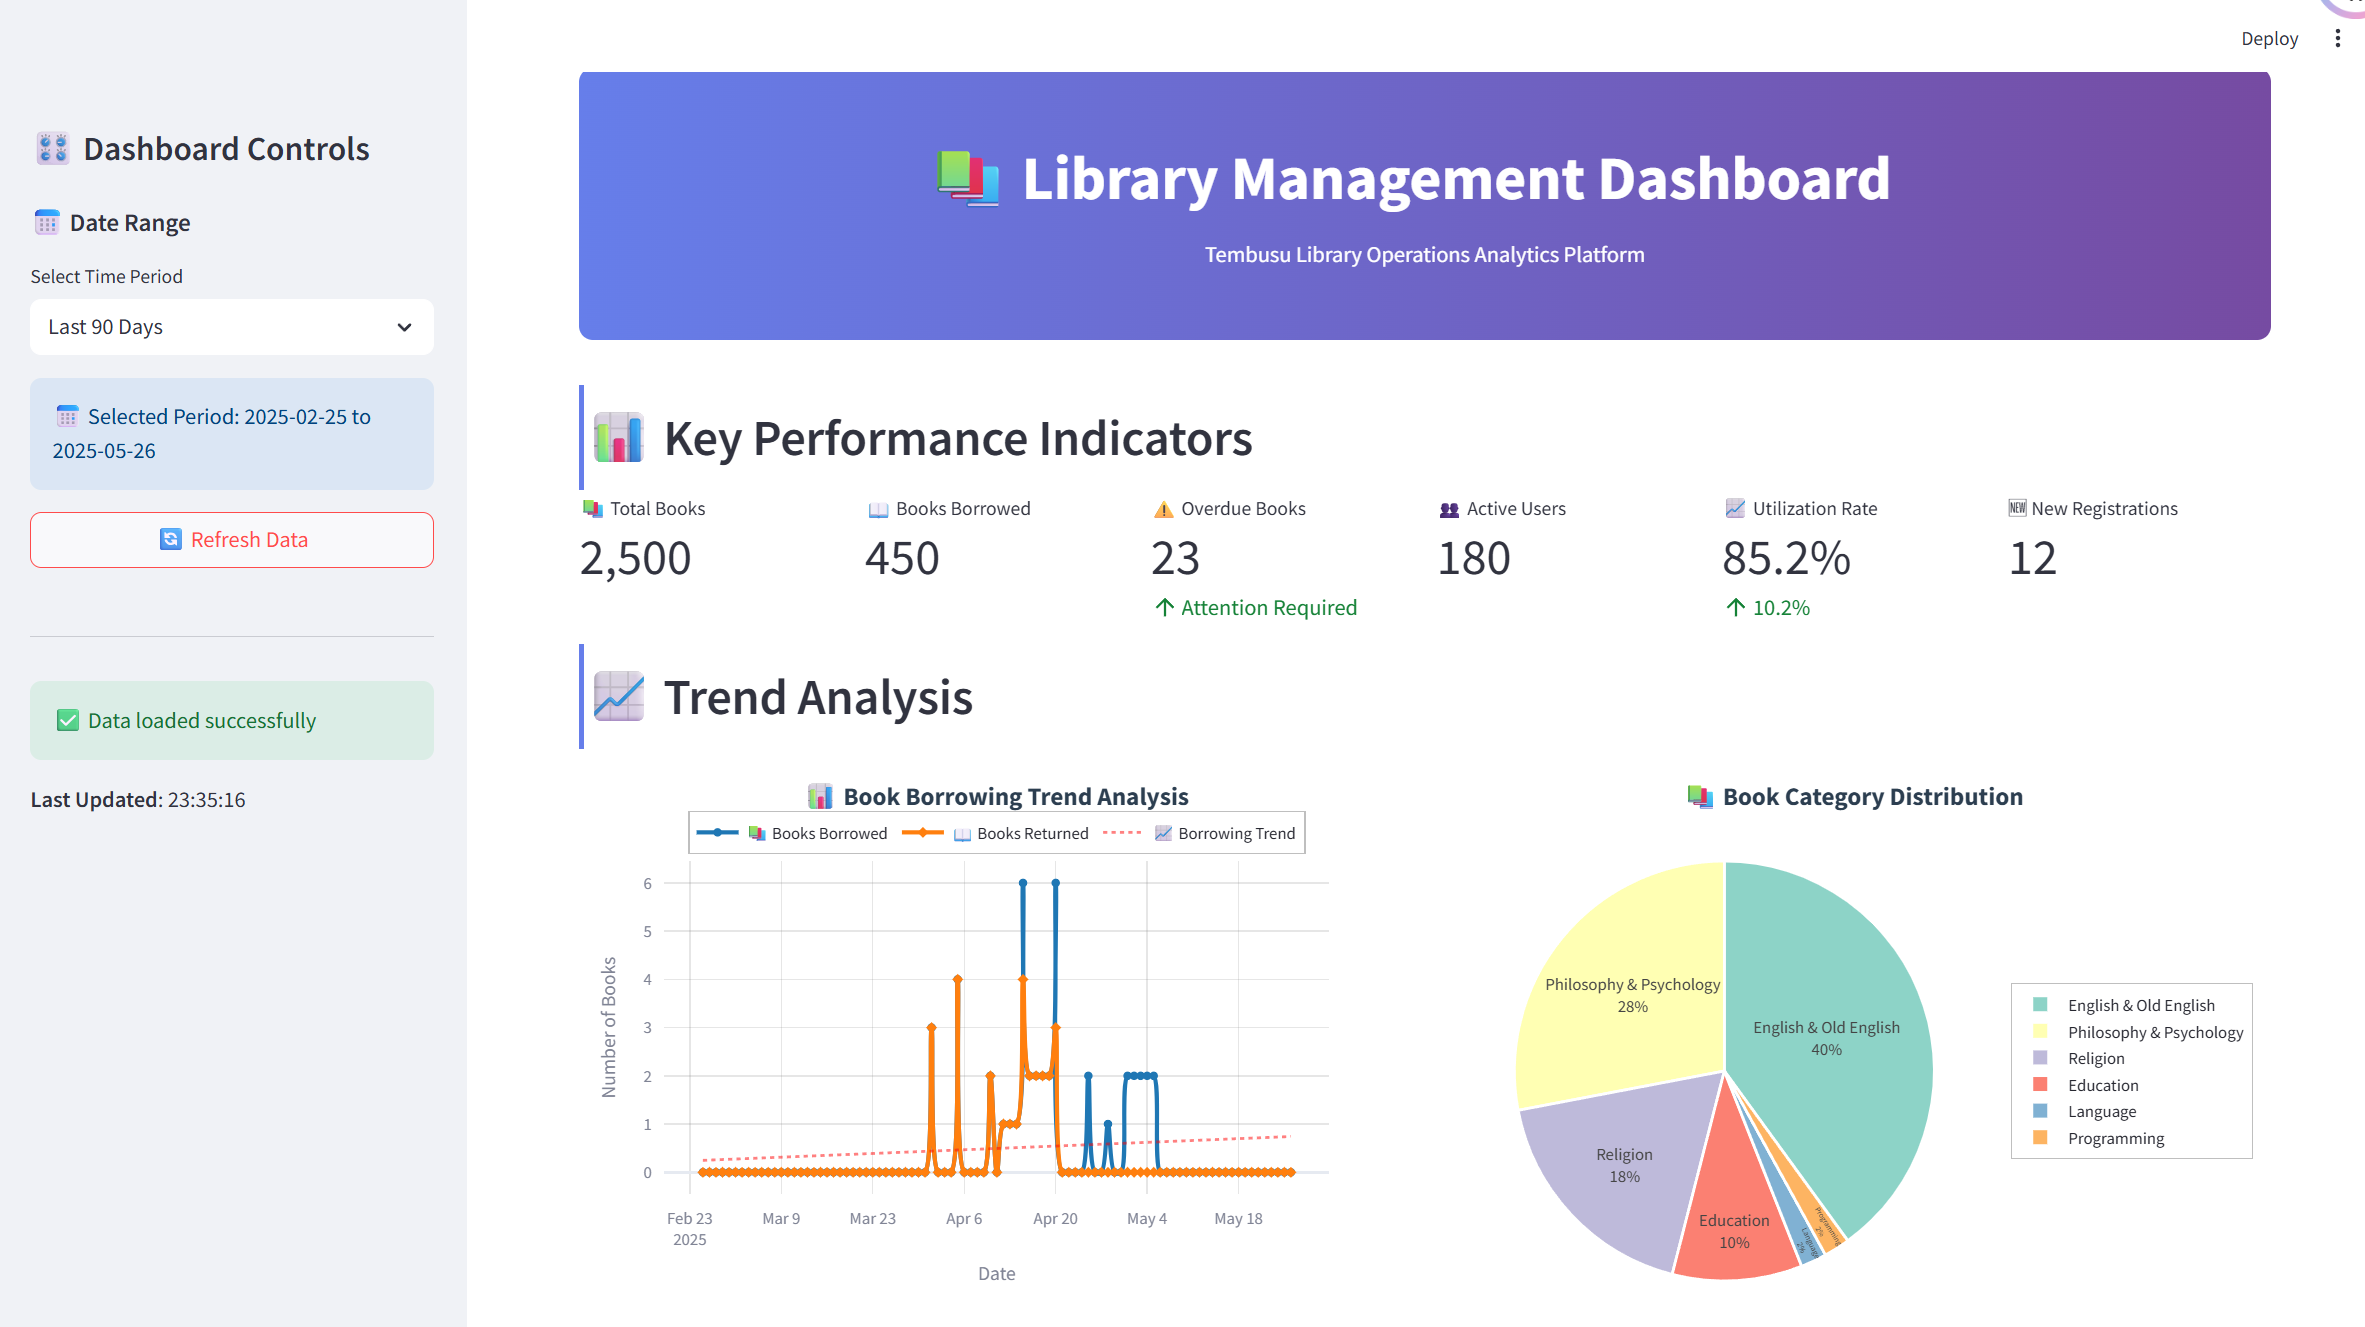 Deploy
Dashboard Controls
Date Range
Select Time Period
Last 90 Days
Selected Period: 2025-02-25 to
2025-05-26
Refresh Data
Data loaded successfully
Last Updated: 23:35:16
Library Management Dashboard
Tembusu Library Operations Analytics Platform
Key Performance Indicators
Total Books
2,500
Books Borrowed
450
Overdue Books
23
Attention Required
Active Users
180
Utilization Rate
85.2%
10.2%
NEW New Registrations
12
Trend Analysis
Book Borrowing Trend Analysis
Books Borrowed Books Returned Borrowing Trend
Number of Books
6
5
4
3
2
1
0
Feb 23 Mar 9 Mar 23 Apr 6 Apr 20 May 4 May 18
2025
Date
Book Category Distribution
Philosophy & Psychology
28%
English & Old English
40%
Religion
18%
Education
10%
Language
2%
Programming
2%
English & Old English
Philosophy & Psychology
Religion
Education
Language
Programming